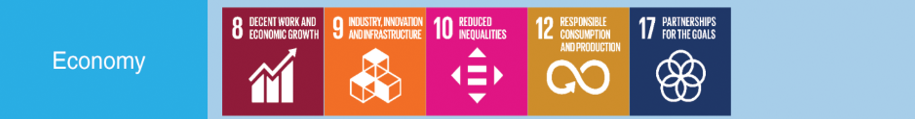 Economy
8 DECENT WORK AND
ECONOMIC GROWTH
9 INDUSTRY, INNOVATION
AND INFRASTRUCTURE
10 REDUCED
INEQUALITIES
12 RESPONSIBLE
CONSUMPTION
AND PRODUCTION
17 PARTNERSHIPS
FOR THE GOALS